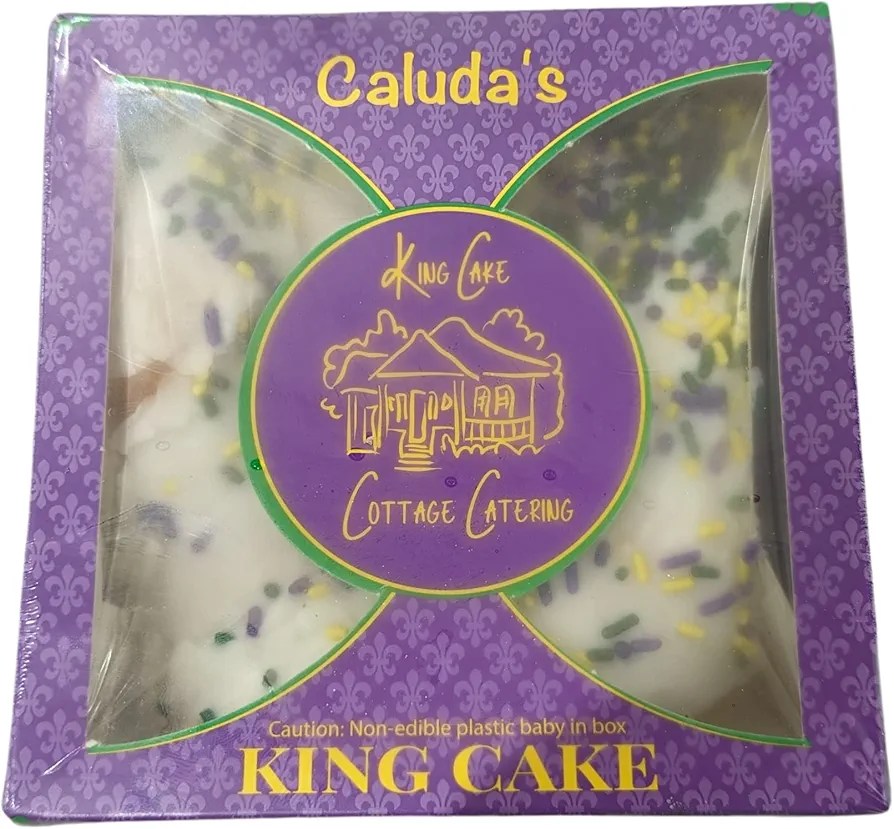 Caluda's
King Cake
Cottage Catering
Caution: Non-edible plastic baby in box
KING CAKE